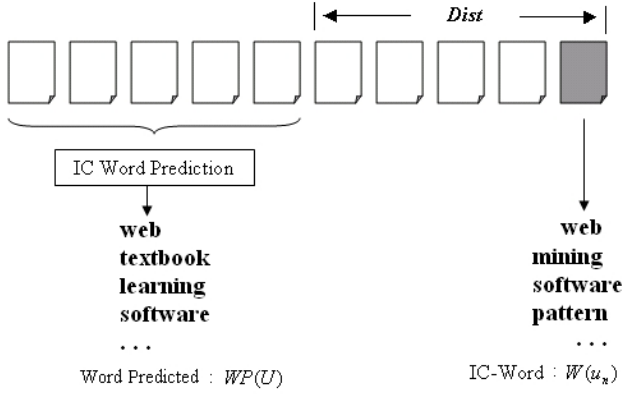 Dist
IC Word Prediction
web
textbook
learning
software
...
Word Predicted : WP(U)
web
mining
software
pattern
...
IC-Word : W(uₙ)